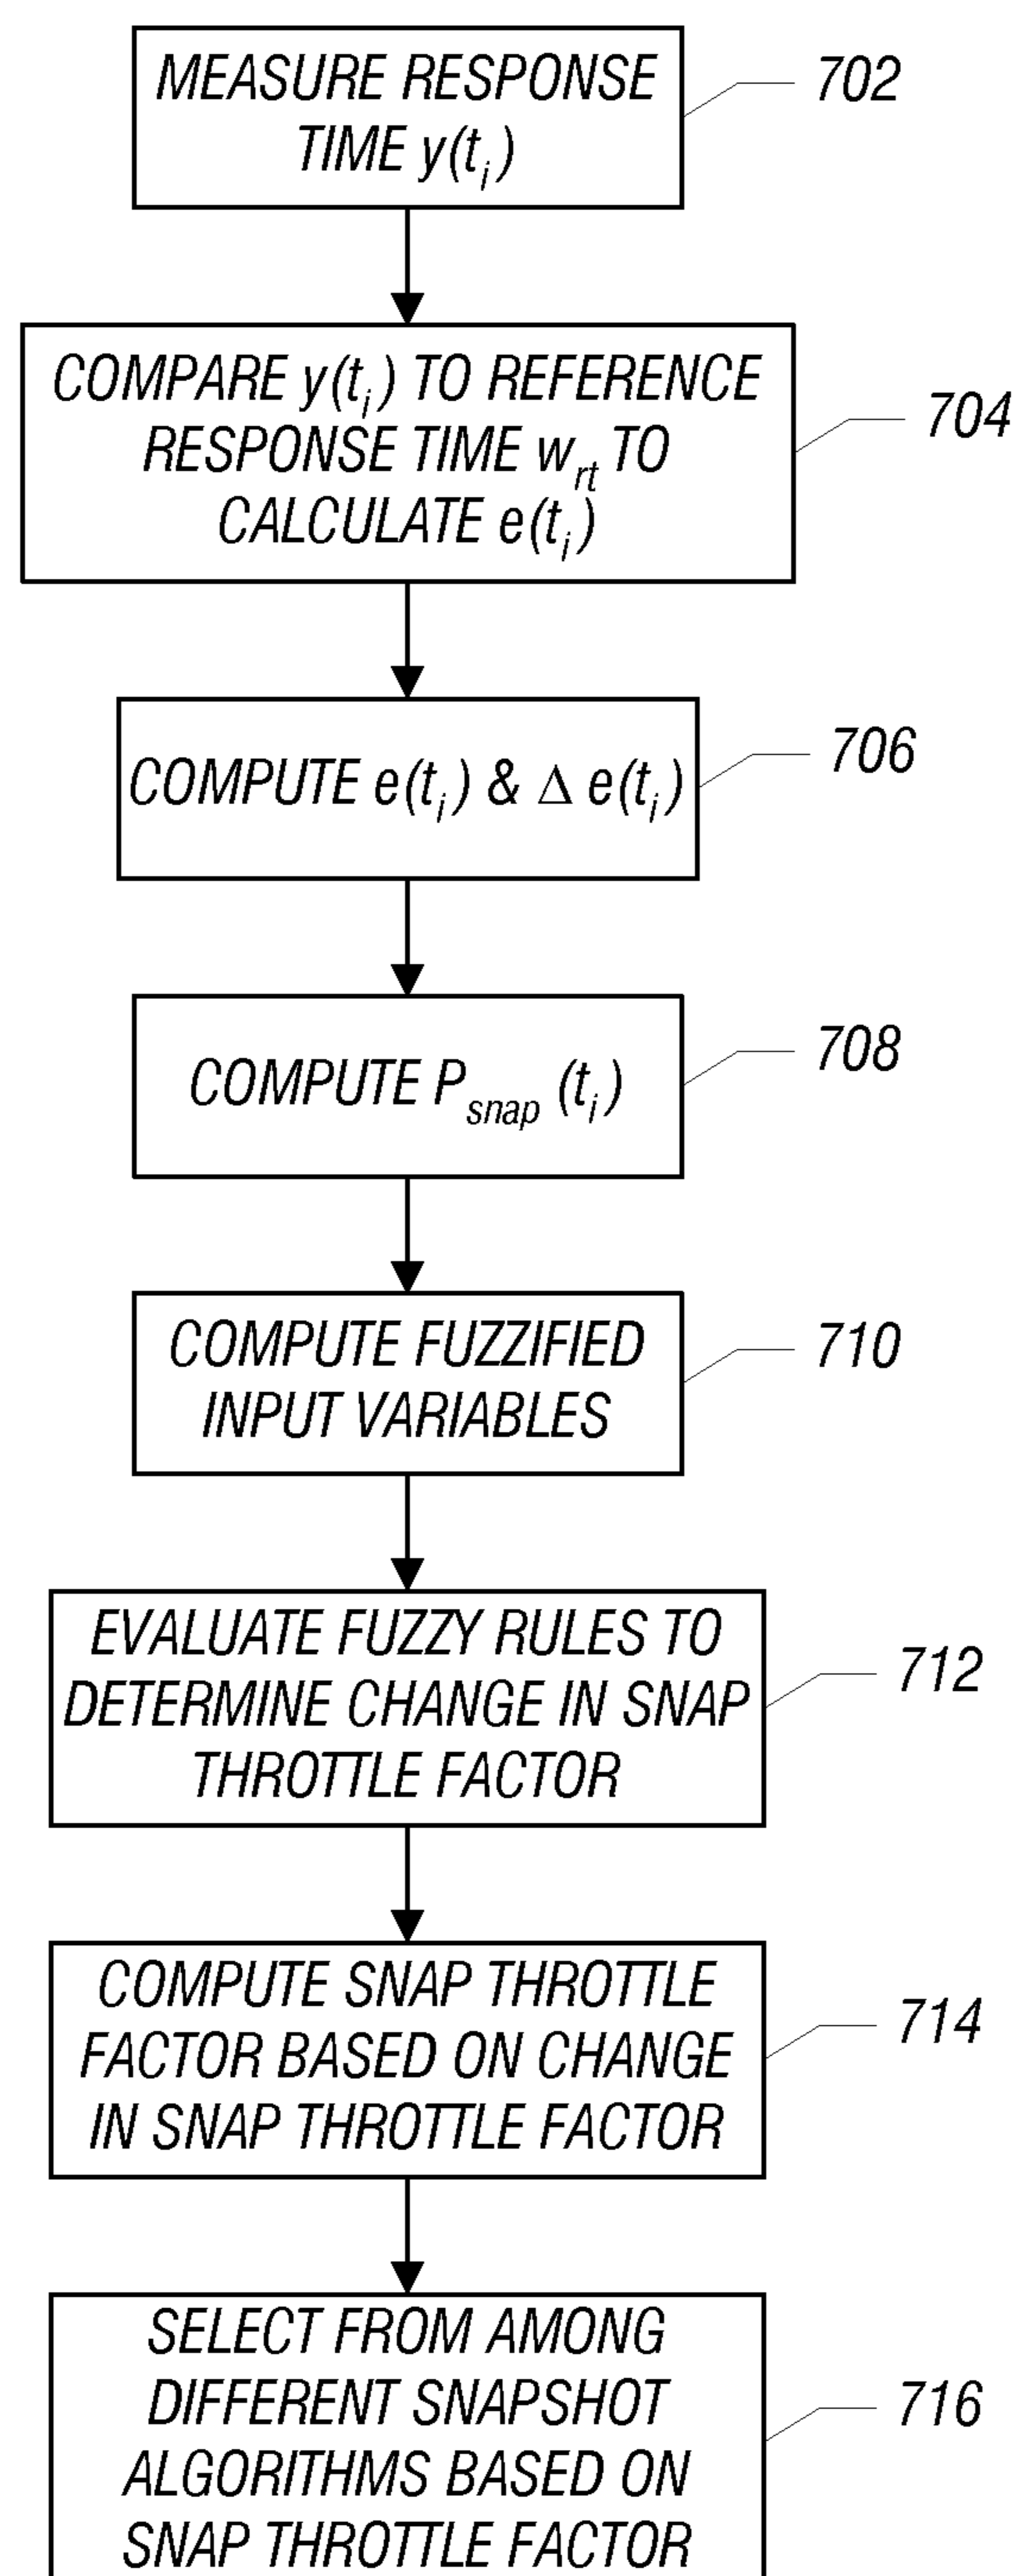 MEASURE RESPONSE
TIME y(tᵢ)
702
COMPARE y(tᵢ) TO REFERENCE
RESPONSE TIME w_rt TO
CALCULATE e(tᵢ)
704
COMPUTE e(tᵢ) & Δ e(tᵢ)
706
COMPUTE P_snap (tᵢ)
708
COMPUTE FUZZIFIED
INPUT VARIABLES
710
EVALUATE FUZZY RULES TO
DETERMINE CHANGE IN SNAP
THROTTLE FACTOR
712
COMPUTE SNAP THROTTLE
FACTOR BASED ON CHANGE
IN SNAP THROTTLE FACTOR
714
SELECT FROM AMONG
DIFFERENT SNAPSHOT
ALGORITHMS BASED ON
SNAP THROTTLE FACTOR
716